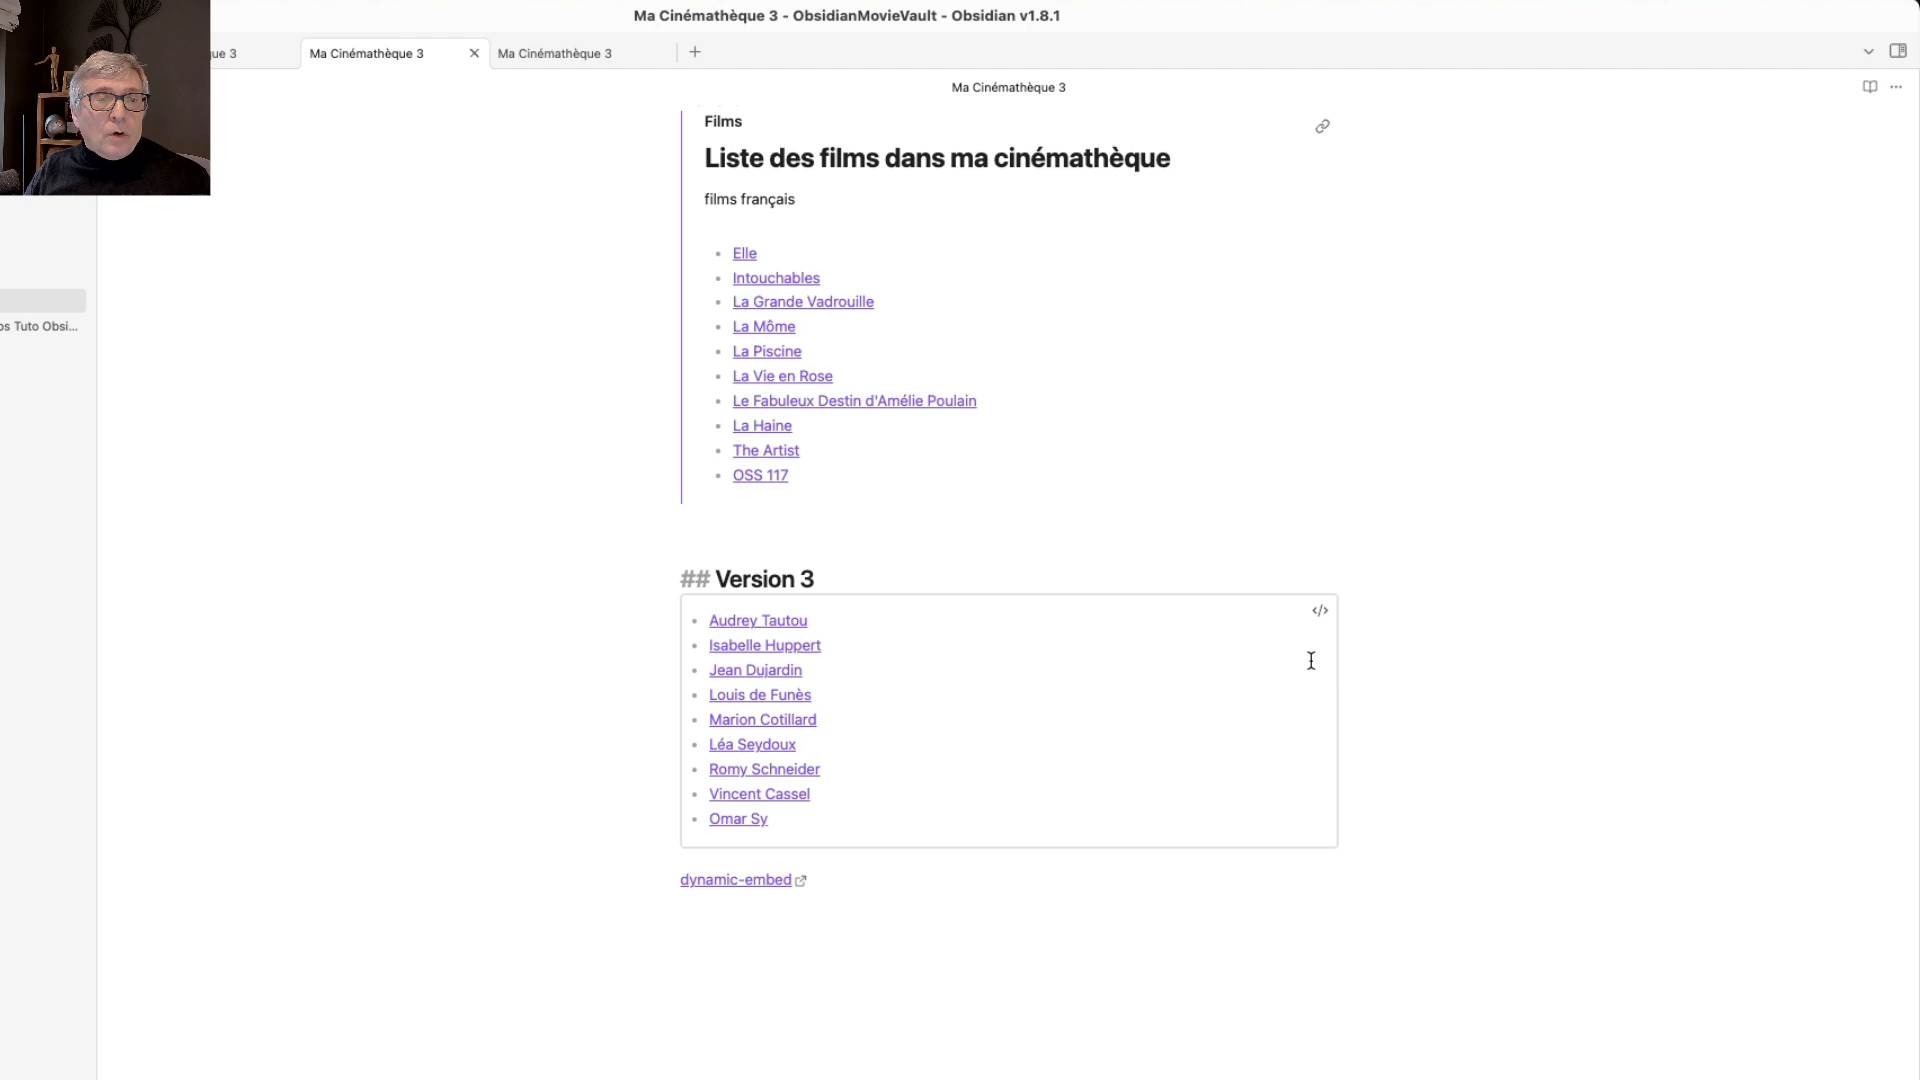 Ma Cinémathèque 3 - ObsidianMovieVault - Obsidian v1.8.1
ue 3
Ma Cinémathèque 3
Ma Cinémathèque 3
Ma Cinémathèque 3
Films
Liste des films dans ma cinémathèque
films français
Elle
Intouchables
La Grande Vadrouille
La Môme
La Piscine
La Vie en Rose
Le Fabuleux Destin d'Amélie Poulain
La Haine
The Artist
OSS 117
os Tuto Obsi...
## Version 3
</>
Audrey Tautou
Isabelle Huppert
Jean Dujardin
Louis de Funès
Marion Cotillard
Léa Seydoux
Romy Schneider
Vincent Cassel
Omar Sy
dynamic-embed